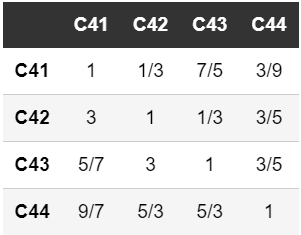 C41 C42 C43 C44
C41 1 1/3 7/5 3/9
C42 3 1 1/3 3/5
C43 5/7 3 1 3/5
C44 9/7 5/3 5/3 1